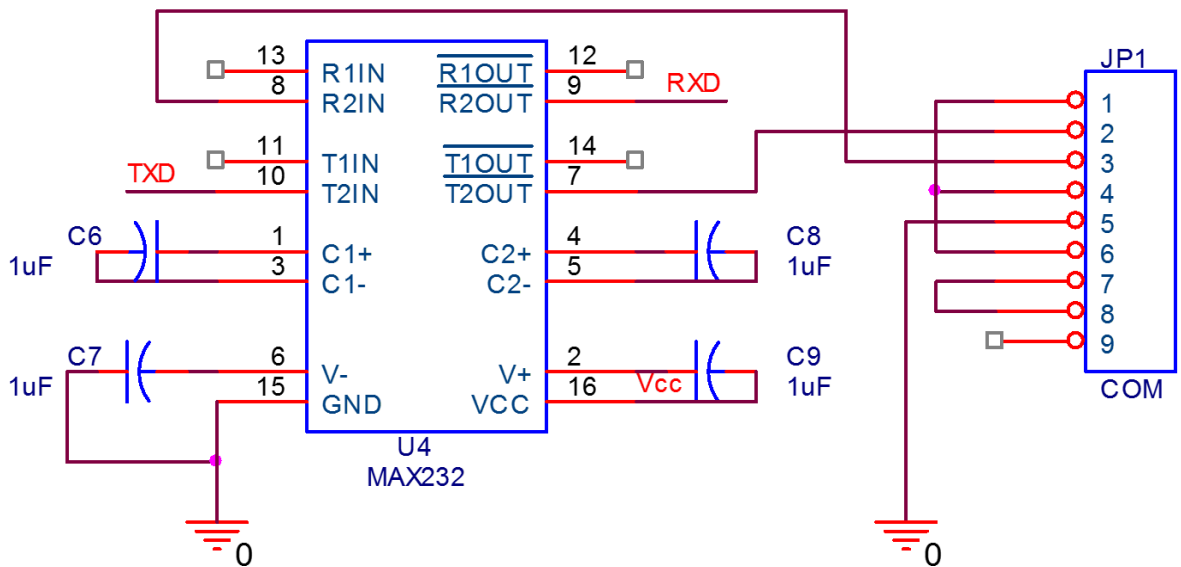 13 R1IN R1OUT 12
8 R2IN R2OUT 9 RXD
11 T1IN T1OUT 14
TXD 10 T2IN T2OUT 7
C6 1uF 1 C1+ C2+ 4 C8 1uF
3 C1- C2- 5
C7 1uF 6 V- V+ 2 C9 1uF
15 GND VCC 16 Vcc
U4
MAX232
0
JP1
1
2
3
4
5
6
7
8
9
COM
0